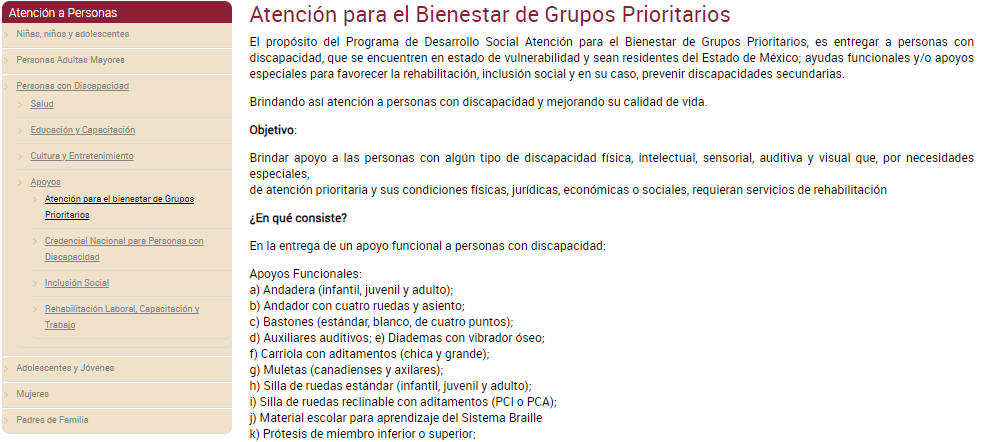 Atención a Personas
Niñas, niños y adolescentes
Personas Adultas Mayores
Personas con Discapacidad
Salud
Educación y Capacitación
Cultura y Entretenimiento
Apoyos
Atención para el bienestar de Grupos
Prioritarios
Credencial Nacional para Personas con
Discapacidad
Inclusión Social
Rehabilitación Laboral, Capacitación y
Trabajo
Adolescentes y Jóvenes
Mujeres
Padres de Familia
Atención para el Bienestar de Grupos Prioritarios
El propósito del Programa de Desarrollo Social Atención para el Bienestar de Grupos Prioritarios, es entregar a personas con
discapacidad, que se encuentren en estado de vulnerabilidad y sean residentes del Estado de México; ayudas funcionales y/o apoyos
especiales para favorecer la rehabilitación, inclusión social y en su caso, prevenir discapacidades secundarias.
Brindando así atención a personas con discapacidad y mejorando su calidad de vida.
Objetivo:
Brindar apoyo a las personas con algún tipo de discapacidad física, intelectual, sensorial, auditiva y visual que, por necesidades
especiales,
de atención prioritaria y sus condiciones físicas, jurídicas, económicas o sociales, requieran servicios de rehabilitación
¿En qué consiste?
En la entrega de un apoyo funcional a personas con discapacidad:
Apoyos Funcionales:
a) Andadera (infantil, juvenil y adulto);
b) Andador con cuatro ruedas y asiento;
c) Bastones (estándar, blanco, de cuatro puntos);
d) Auxiliares auditivos; e) Diademas con vibrador óseo;
f) Carriola con aditamentos (chica y grande);
g) Muletas (canadienses y axilares);
h) Silla de ruedas estándar (infantil, juvenil y adulto);
i) Silla de ruedas reclinable con aditamentos (PCI o PCA);
j) Material escolar para aprendizaje del Sistema Braille
k) Prótesis de miembro inferior o superior;